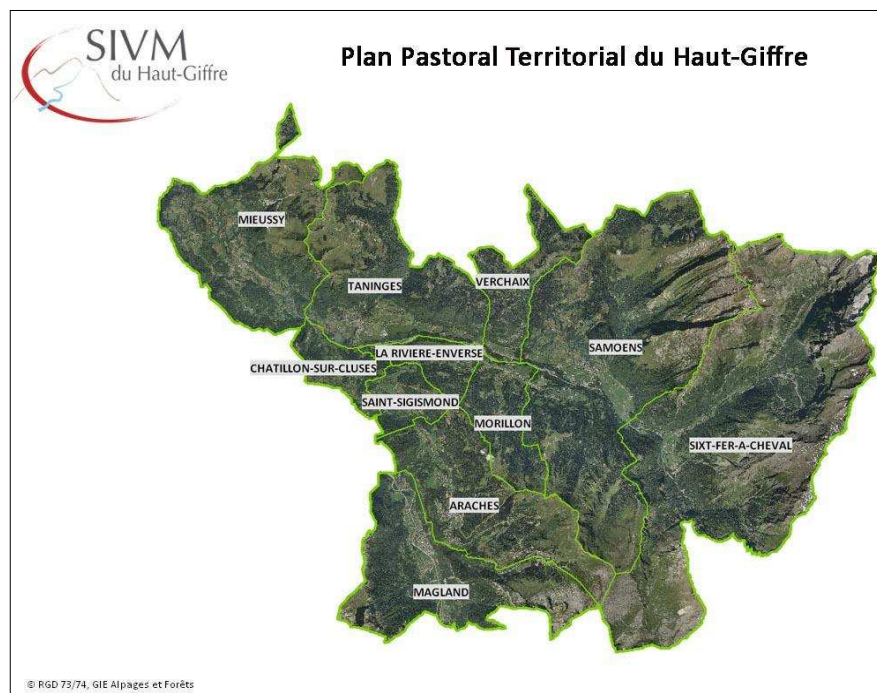 SIVM
du Haut-Giffre
Plan Pastoral Territorial du Haut-Giffre
MIEUSSY
TANINGES
VERCHAIX
SAMOENS
LA RIVIERE-ENVERSE
CHATILLON-SUR-CLUSES
SAINT-SIGISMOND
MORILLON
SIXT-FER-A-CHEVAL
ARACHES
MAGLAND
© RGD 73/74, GIE Alpages et Forêts